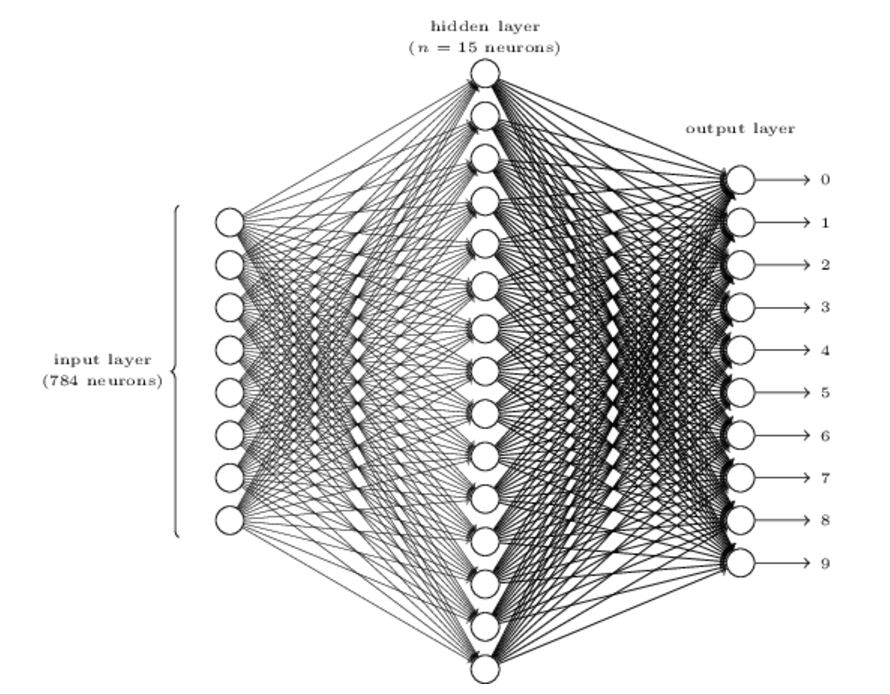 hidden layer
(n = 15 neurons)
output layer
0
1
2
3
4
5
6
7
8
9
input layer
(784 neurons)